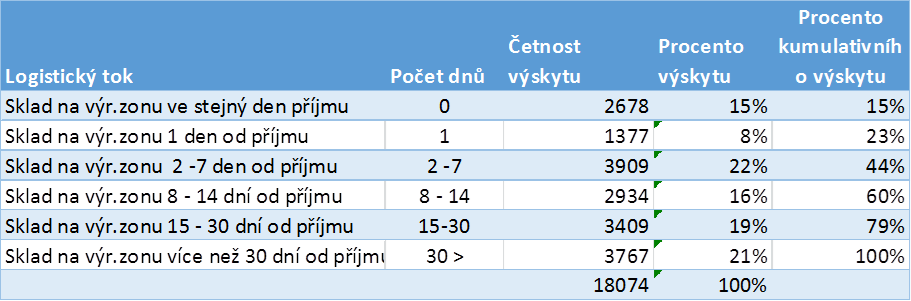 Logistický tok Počet dnů Četnost výskytu Procento výskytu Procento kumulativníh o výskytu
Sklad na výr.zonu ve stejný den příjmu 0 2678 15% 15%
Sklad na výr.zonu 1 den od příjmu 1 1377 8% 23%
Sklad na výr.zonu 2 -7 den od příjmu 2 -7 3909 22% 44%
Sklad na výr.zonu 8 - 14 dní od příjmu 8 - 14 2934 16% 60%
Sklad na výr.zonu 15 - 30 dní od příjmu 15-30 3409 19% 79%
Sklad na výr.zonu více než 30 dní od příjmu 30 > 3767 21% 100%
18074 100%